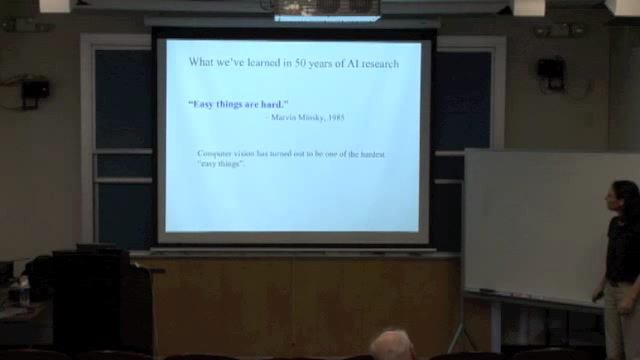 What we've learned in 50 years of AI research
“Easy things are hard.”
- Marvin Minsky, 1985
Computer vision has turned out to be one of the hardest
“easy things”.